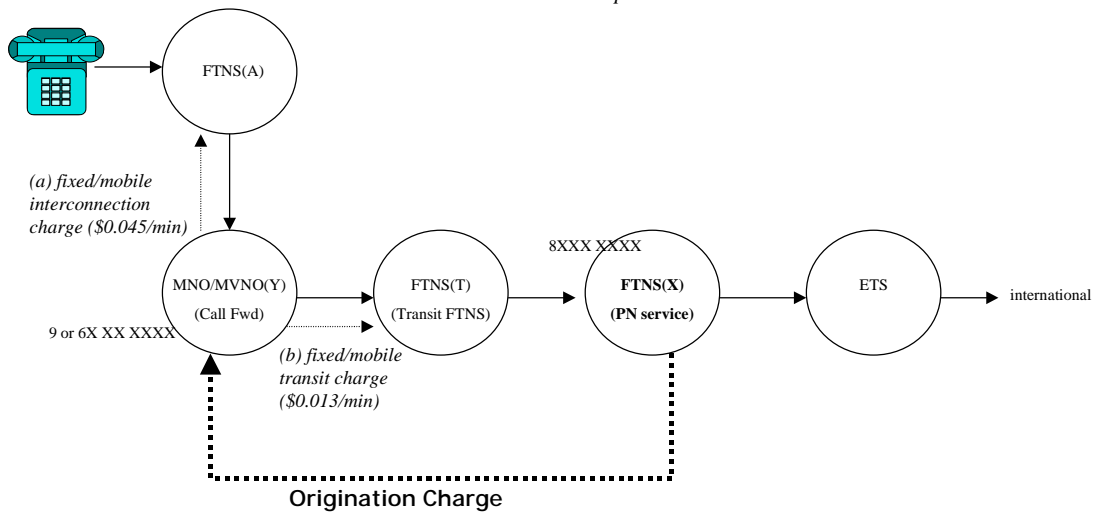 FTNS(A)
(a) fixed/mobile
interconnection
charge ($0.045/min)
8XXX XXXX
MNO/MVNO(Y)
(Call Fwd)
FTNS(T)
(Transit FTNS)
FTNS(X)
(PN service)
ETS
international
9 or 6X XX XXXX
(b) fixed/mobile
transit charge
($0.013/min)
Origination Charge